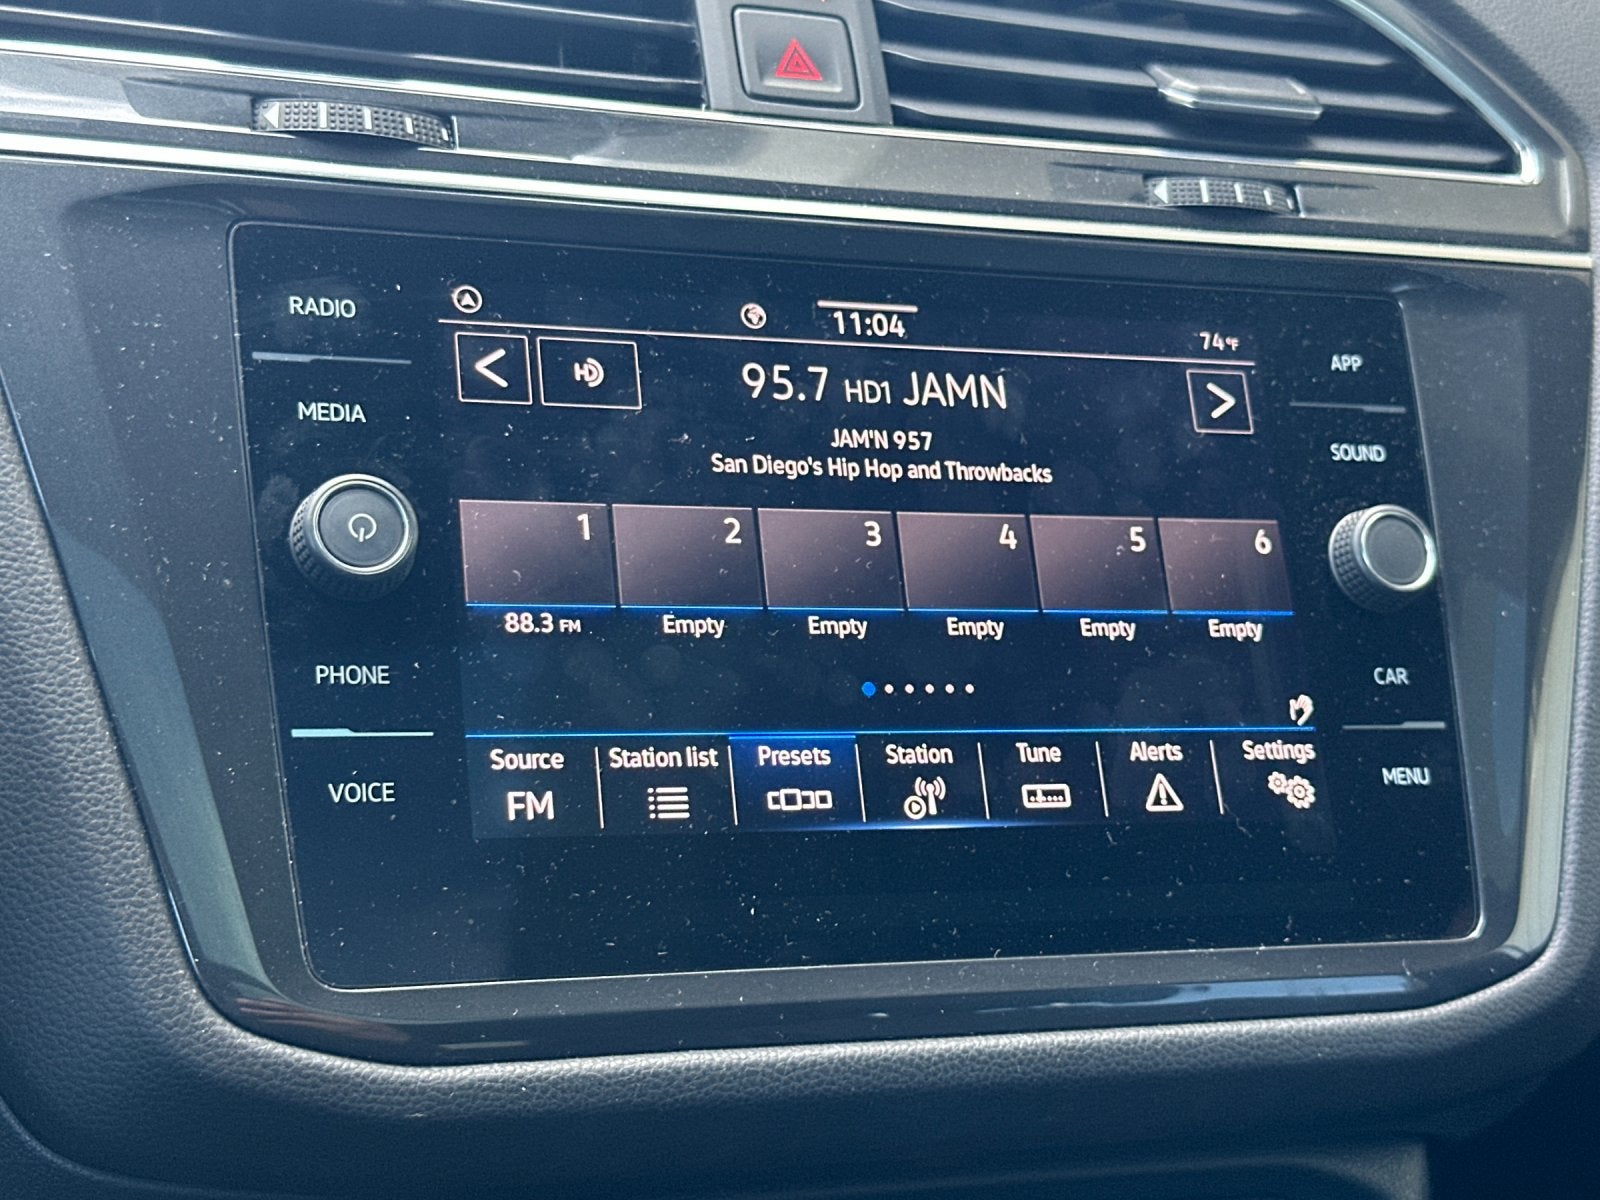 RADIO
MEDIA
PHONE
VOICE
11:04
74°F
< HD >
95.7 HD1 JAMN
JAM'N 957
San Diego's Hip Hop and Throwbacks
1 2 3 4 5 6
88.3 FM Empty Empty Empty Empty Empty
Source Station list Presets Station Tune Alerts Settings
FM
APP
SOUND
CAR
MENU